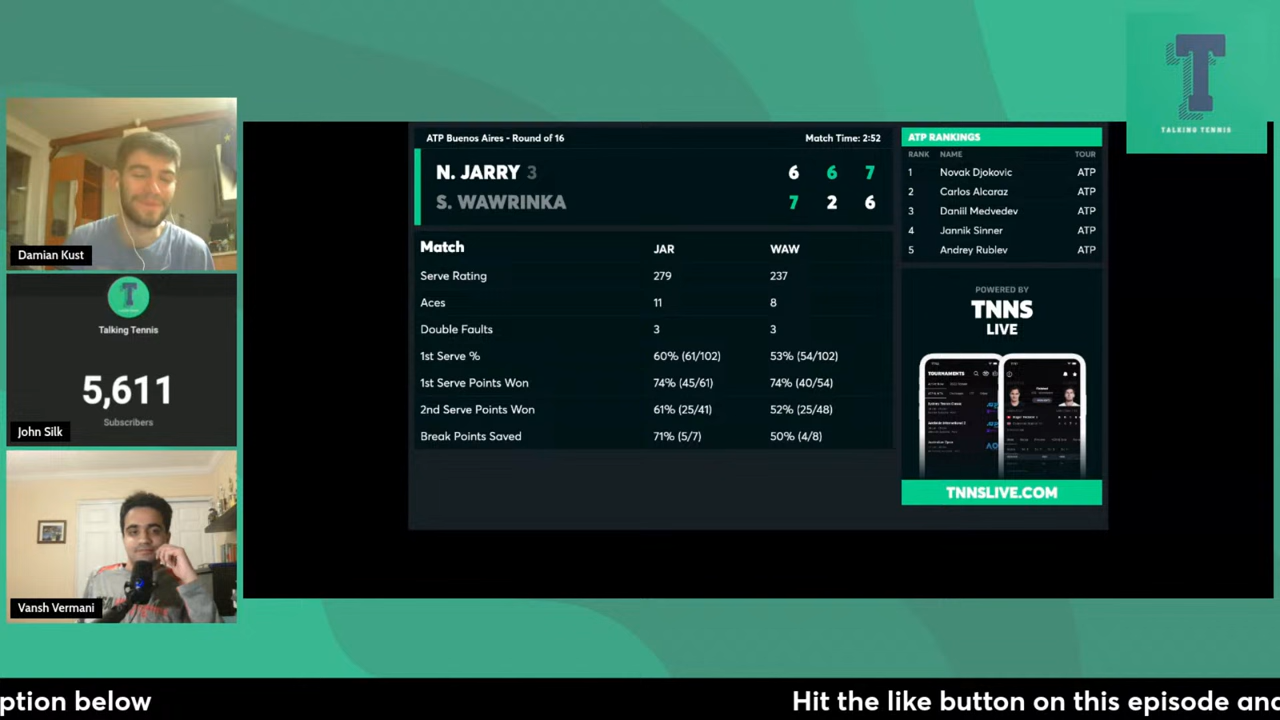 T
TALKING TENNIS
Damian Kust
T
Talking Tennis
5,611
Subscribers
John Silk
Vansh Vermani
ATP Buenos Aires - Round of 16 Match Time: 2:52
N. JARRY 3 6 6 7
S. WAWRINKA 7 2 6
Match JAR WAW
Serve Rating 279 237
Aces 11 8
Double Faults 3 3
1st Serve % 60% (61/102) 53% (54/102)
1st Serve Points Won 74% (45/61) 74% (40/54)
2nd Serve Points Won 61% (25/41) 52% (25/48)
Break Points Saved 71% (5/7) 50% (4/8)
ATP RANKINGS
RANK NAME TOUR
1 Novak Djokovic ATP
2 Carlos Alcaraz ATP
3 Daniil Medvedev ATP
4 Jannik Sinner ATP
5 Andrey Rublev ATP
POWERED BY
TNNS
LIVE
TOURNAMENTS
TNNSLIVE.COM
ption below Hit the like button on this episode and